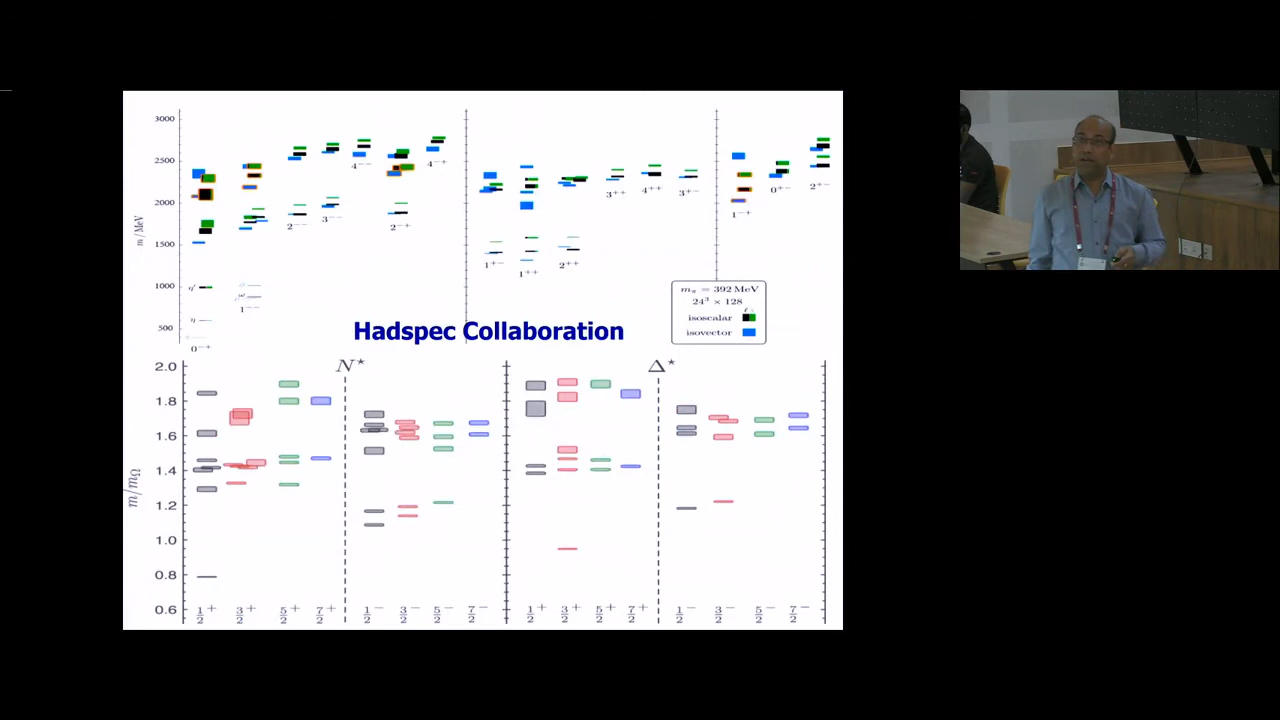 3000
2500
2000
1500
1000
500
m / MeV
0⁻⁺
1⁻⁻
2⁻⁻
3⁻⁻
4⁻⁻
2⁻⁺
4⁻⁺
1⁺⁻
1⁺⁺
2⁺⁺
3⁺⁺
4⁺⁺
3⁺⁻
1⁻⁺
0⁺⁻
2⁺⁻
η′
η
mπ = 392 MeV
24³ × 128
isoscalar
isovector
Hadspec Collaboration
N*
Δ*
2.0
1.8
1.6
1.4
1.2
1.0
0.8
0.6
m/mΩ
1/2⁺ 3/2⁺ 5/2⁺ 7/2⁺ 1/2⁻ 3/2⁻ 5/2⁻ 7/2⁻ 1/2⁺ 3/2⁺ 5/2⁺ 7/2⁺ 1/2⁻ 3/2⁻ 5/2⁻ 7/2⁻